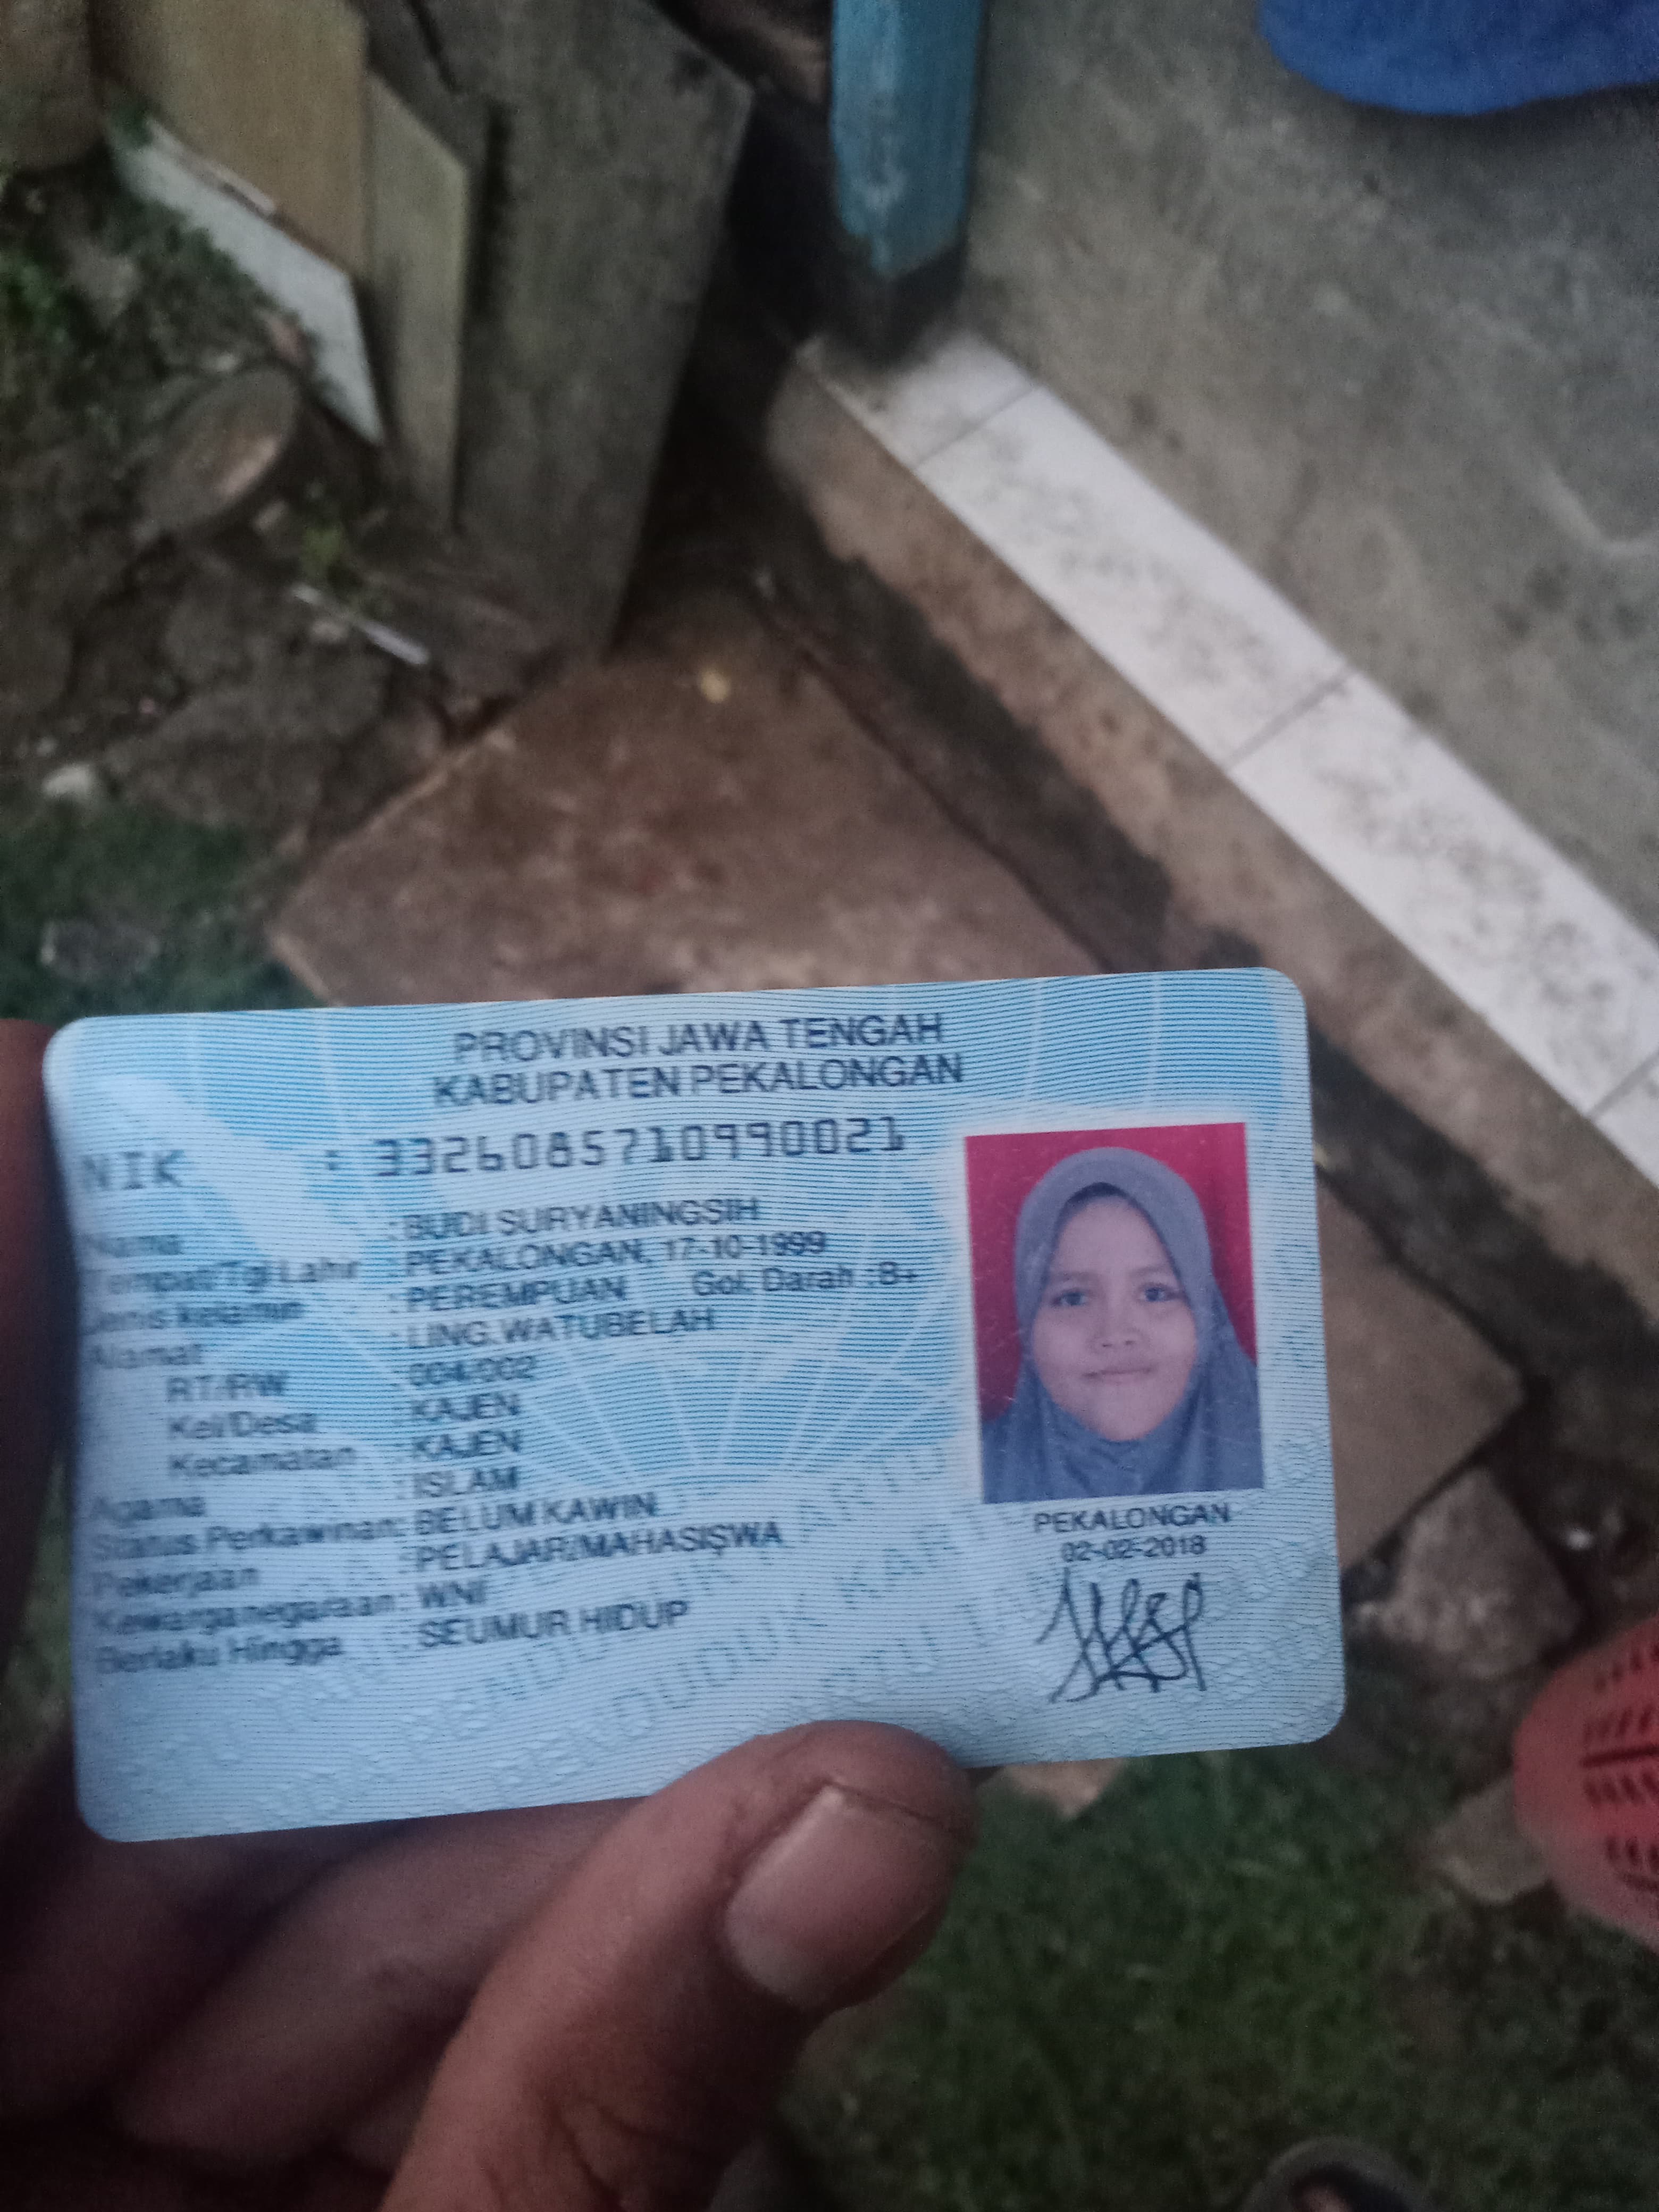 PROVINSI JAWA TENGAH
KABUPATEN PEKALONGAN
NIK : 3326085710990021
Nama : BUDI SURYANINGSIH
Tempat/Tgl Lahir : PEKALONGAN, 17-10-1999
Jenis kelamin : PEREMPUAN Gol. Darah : B+
Alamat : LING. WATUBELAH
RT/RW : 004/002
Kel/Desa : KAJEN
Kecamatan : KAJEN
Agama : ISLAM
Status Perkawinan: BELUM KAWIN
Pekerjaan : PELAJAR/MAHASISWA
Kewarganegaraan: WNI
Berlaku Hingga : SEUMUR HIDUP
PEKALONGAN
02-02-2018